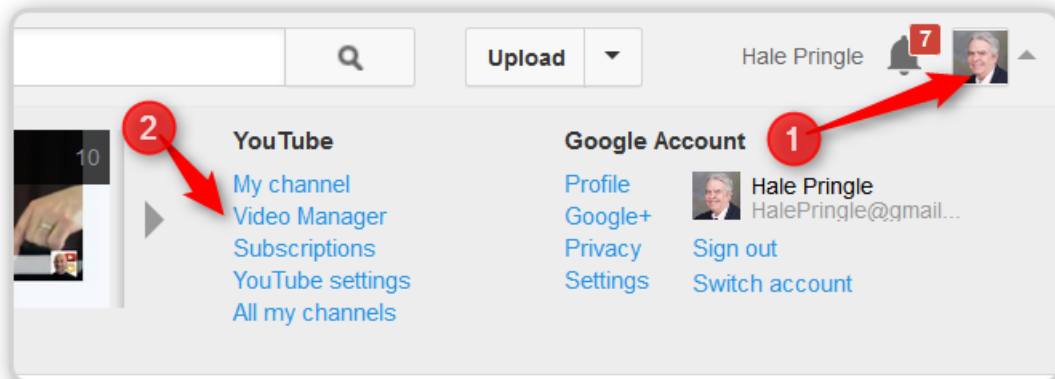 Upload
Hale Pringle
7
2
10
YouTube
My channel
Video Manager
Subscriptions
YouTube settings
All my channels
Google Account
1
Profile
Google+
Privacy
Settings
Hale Pringle
HalePringle@gmail...
Sign out
Switch account